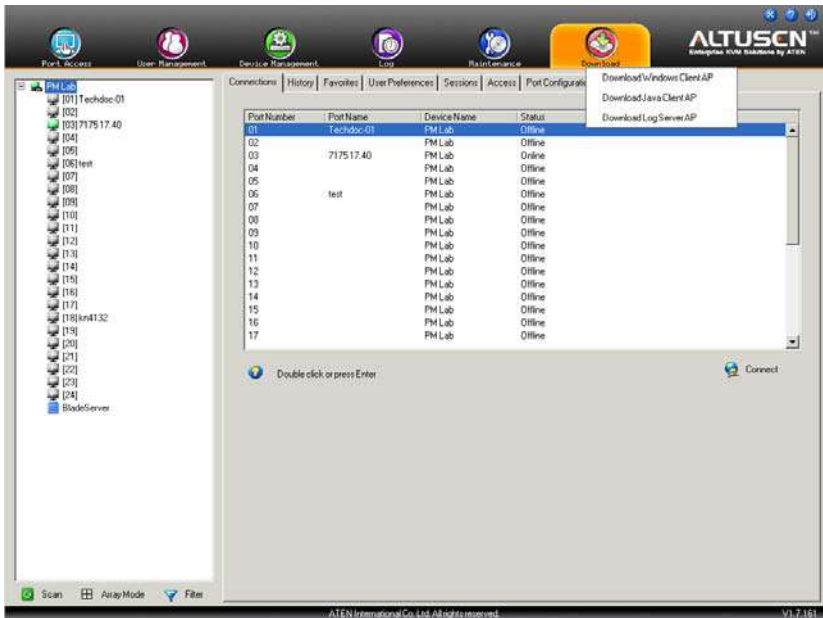 Port Access
User Management
Device Management
Log
Maintenance
Download
ALTUSEN™
Enterprise KVM Solutions by ATEN
Download Windows Client AP
Download Java Client AP
Download Log Server AP
Connections
History
Favorites
User Preferences
Sessions
Access
Port Configuratio
PM Lab
[01] Techdoc-01
[02]
[03] 717517.40
[04]
[05]
[06] test
[07]
[08]
[09]
[10]
[11]
[12]
[13]
[14]
[15]
[16]
[17]
[18] kn4132
[19]
[20]
[21]
[22]
[23]
[24]
BladeServer
Port Number Port Name Device Name Status
01 Techdoc-01 PM Lab Offline
02 PM Lab Offline
03 717517.40 PM Lab Online
04 PM Lab Offline
05 PM Lab Offline
06 test PM Lab Offline
07 PM Lab Offline
08 PM Lab Offline
09 PM Lab Offline
10 PM Lab Offline
11 PM Lab Offline
12 PM Lab Offline
13 PM Lab Offline
14 PM Lab Offline
15 PM Lab Offline
16 PM Lab Offline
17 PM Lab Offline
Double click or press Enter
Connect
Scan
Array Mode
Filter
ATEN International Co. Ltd. All rights reserved.
V1.7.161